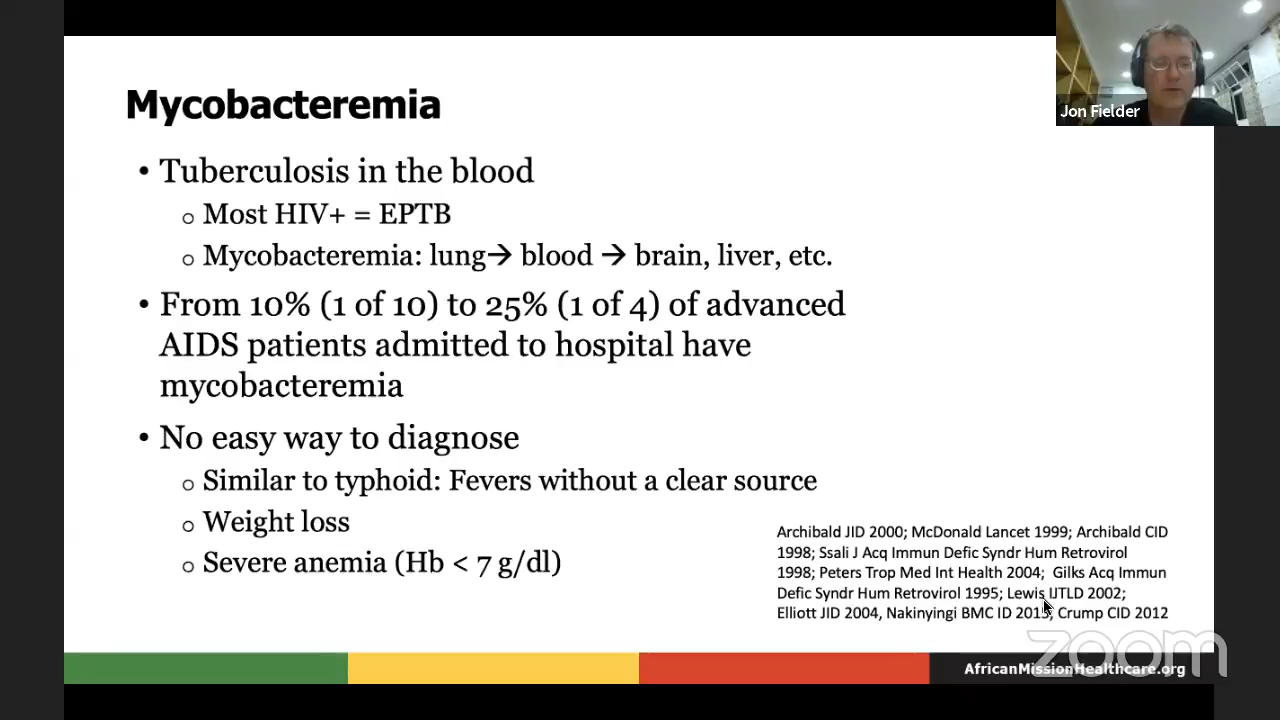 Mycobacteremia
Jon Fielder
• Tuberculosis in the blood
o Most HIV+ = EPTB
o Mycobacteremia: lung→ blood → brain, liver, etc.
• From 10% (1 of 10) to 25% (1 of 4) of advanced
AIDS patients admitted to hospital have
mycobacteremia
• No easy way to diagnose
o Similar to typhoid: Fevers without a clear source
o Weight loss
o Severe anemia (Hb < 7 g/dl)
Archibald JID 2000; McDonald Lancet 1999; Archibald CID
1998; Ssali J Acq Immun Defic Syndr Hum Retrovirol
1998; Peters Trop Med Int Health 2004; Gilks Acq Immun
Defic Syndr Hum Retrovirol 1995; Lewis IJTLD 2002;
Elliott JID 2004, Nakinyingi BMC ID 2015; Crump CID 2012
zoom
AfricanMissionHealthcare.org